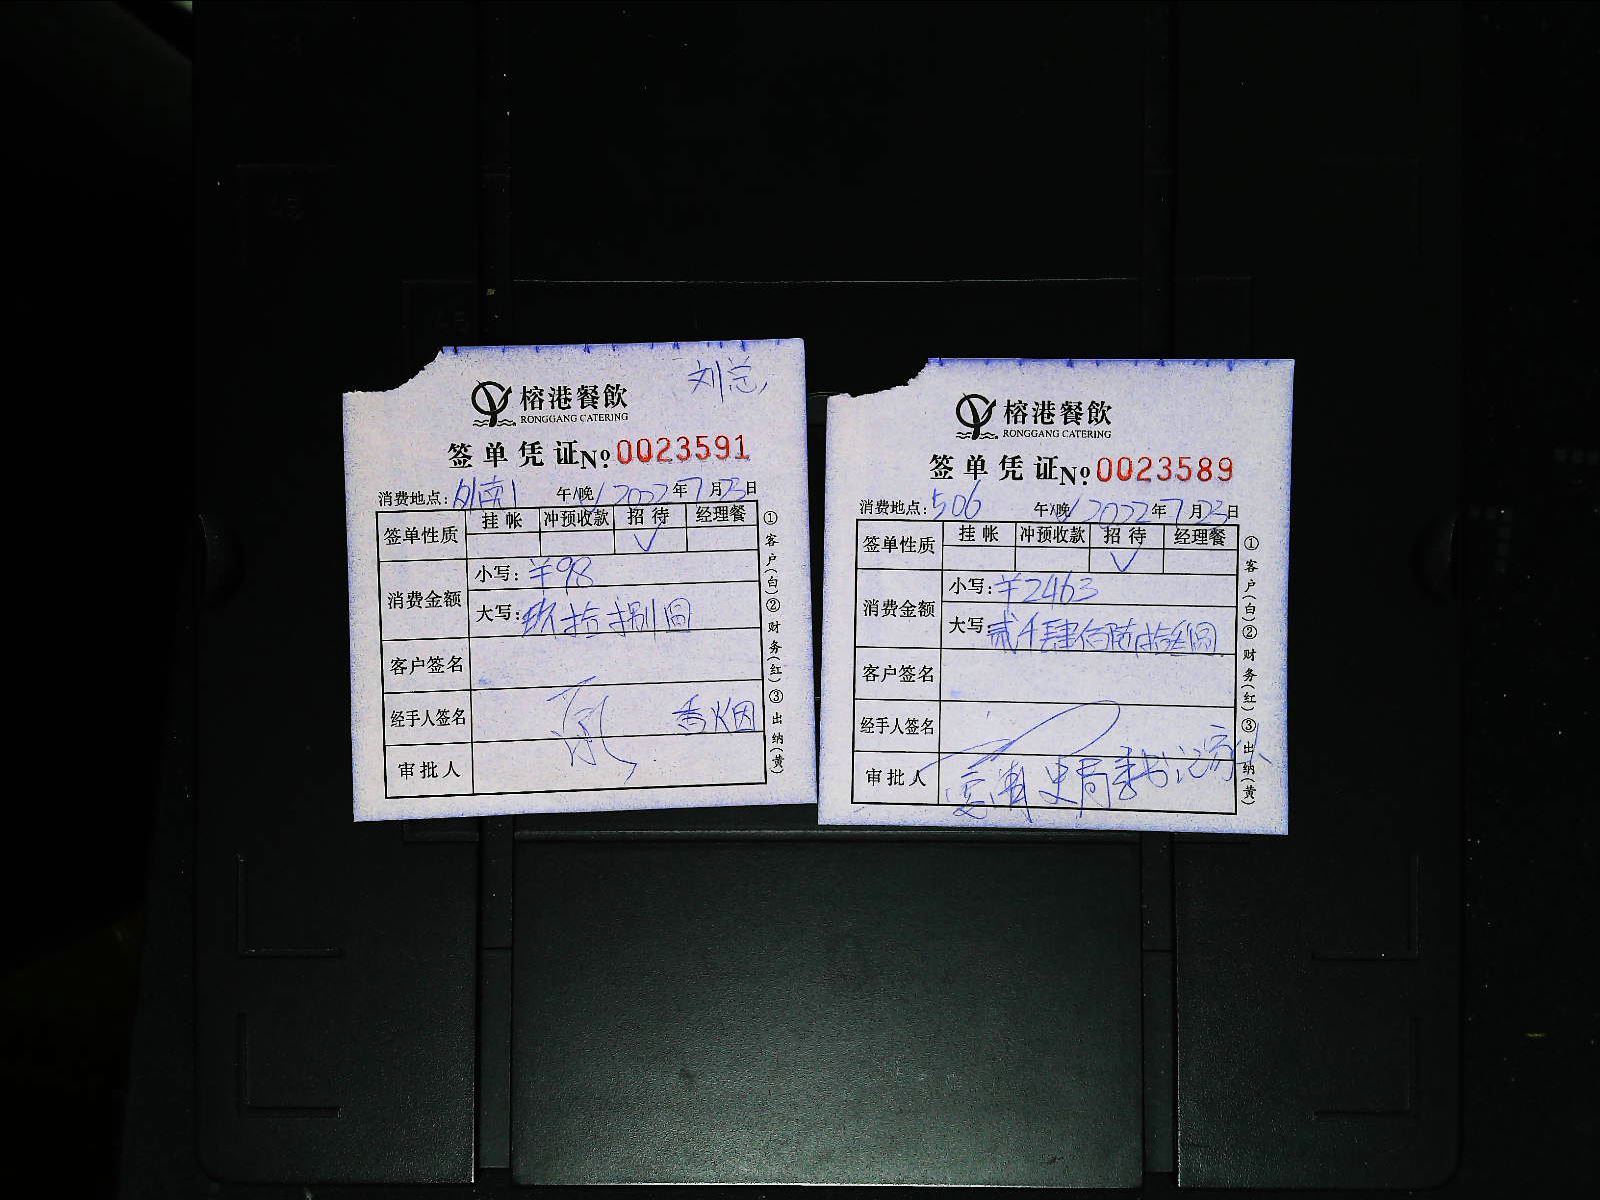 刘总
榕港餐飲
RONGGANG CATERING
签单凭证 №0023591
消费地点: 外卖1 午/晚 2022年7月23日
签单性质 挂帐 冲预收款 招待 经理餐
✓
消费金额 小写: ¥98
大写: 玖拾捌圆
客户签名
经手人签名 香烟
审批人
①客户(白)②财务(红)③出纳(黄)
榕港餐飲
RONGGANG CATERING
签单凭证 №0023589
消费地点: 506 午/晚 2022年7月23日
签单性质 挂帐 冲预收款 招待 经理餐
✓
消费金额 小写: ¥2463
大写: 贰仟肆佰陆拾叁圆
客户签名
经手人签名
审批人
①客户(白)②财务(红)③出纳(黄)